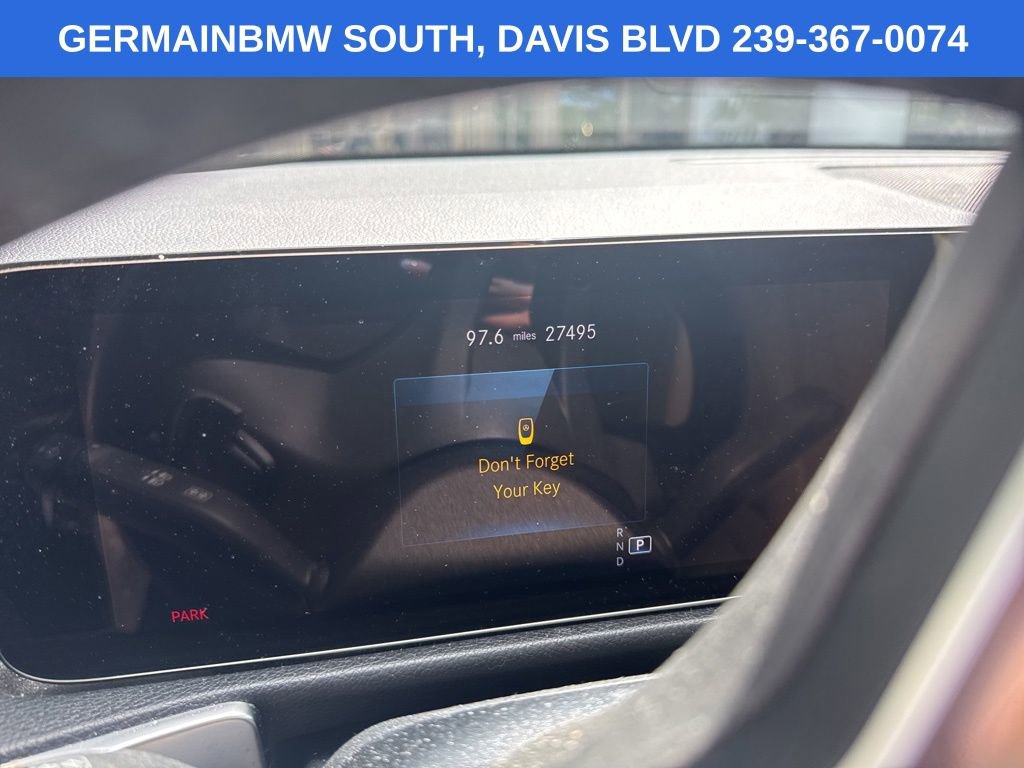 GERMAINBMW SOUTH, DAVIS BLVD 239-367-0074
97.6 miles 27495
Don't Forget
Your Key
R
N P
D
PARK